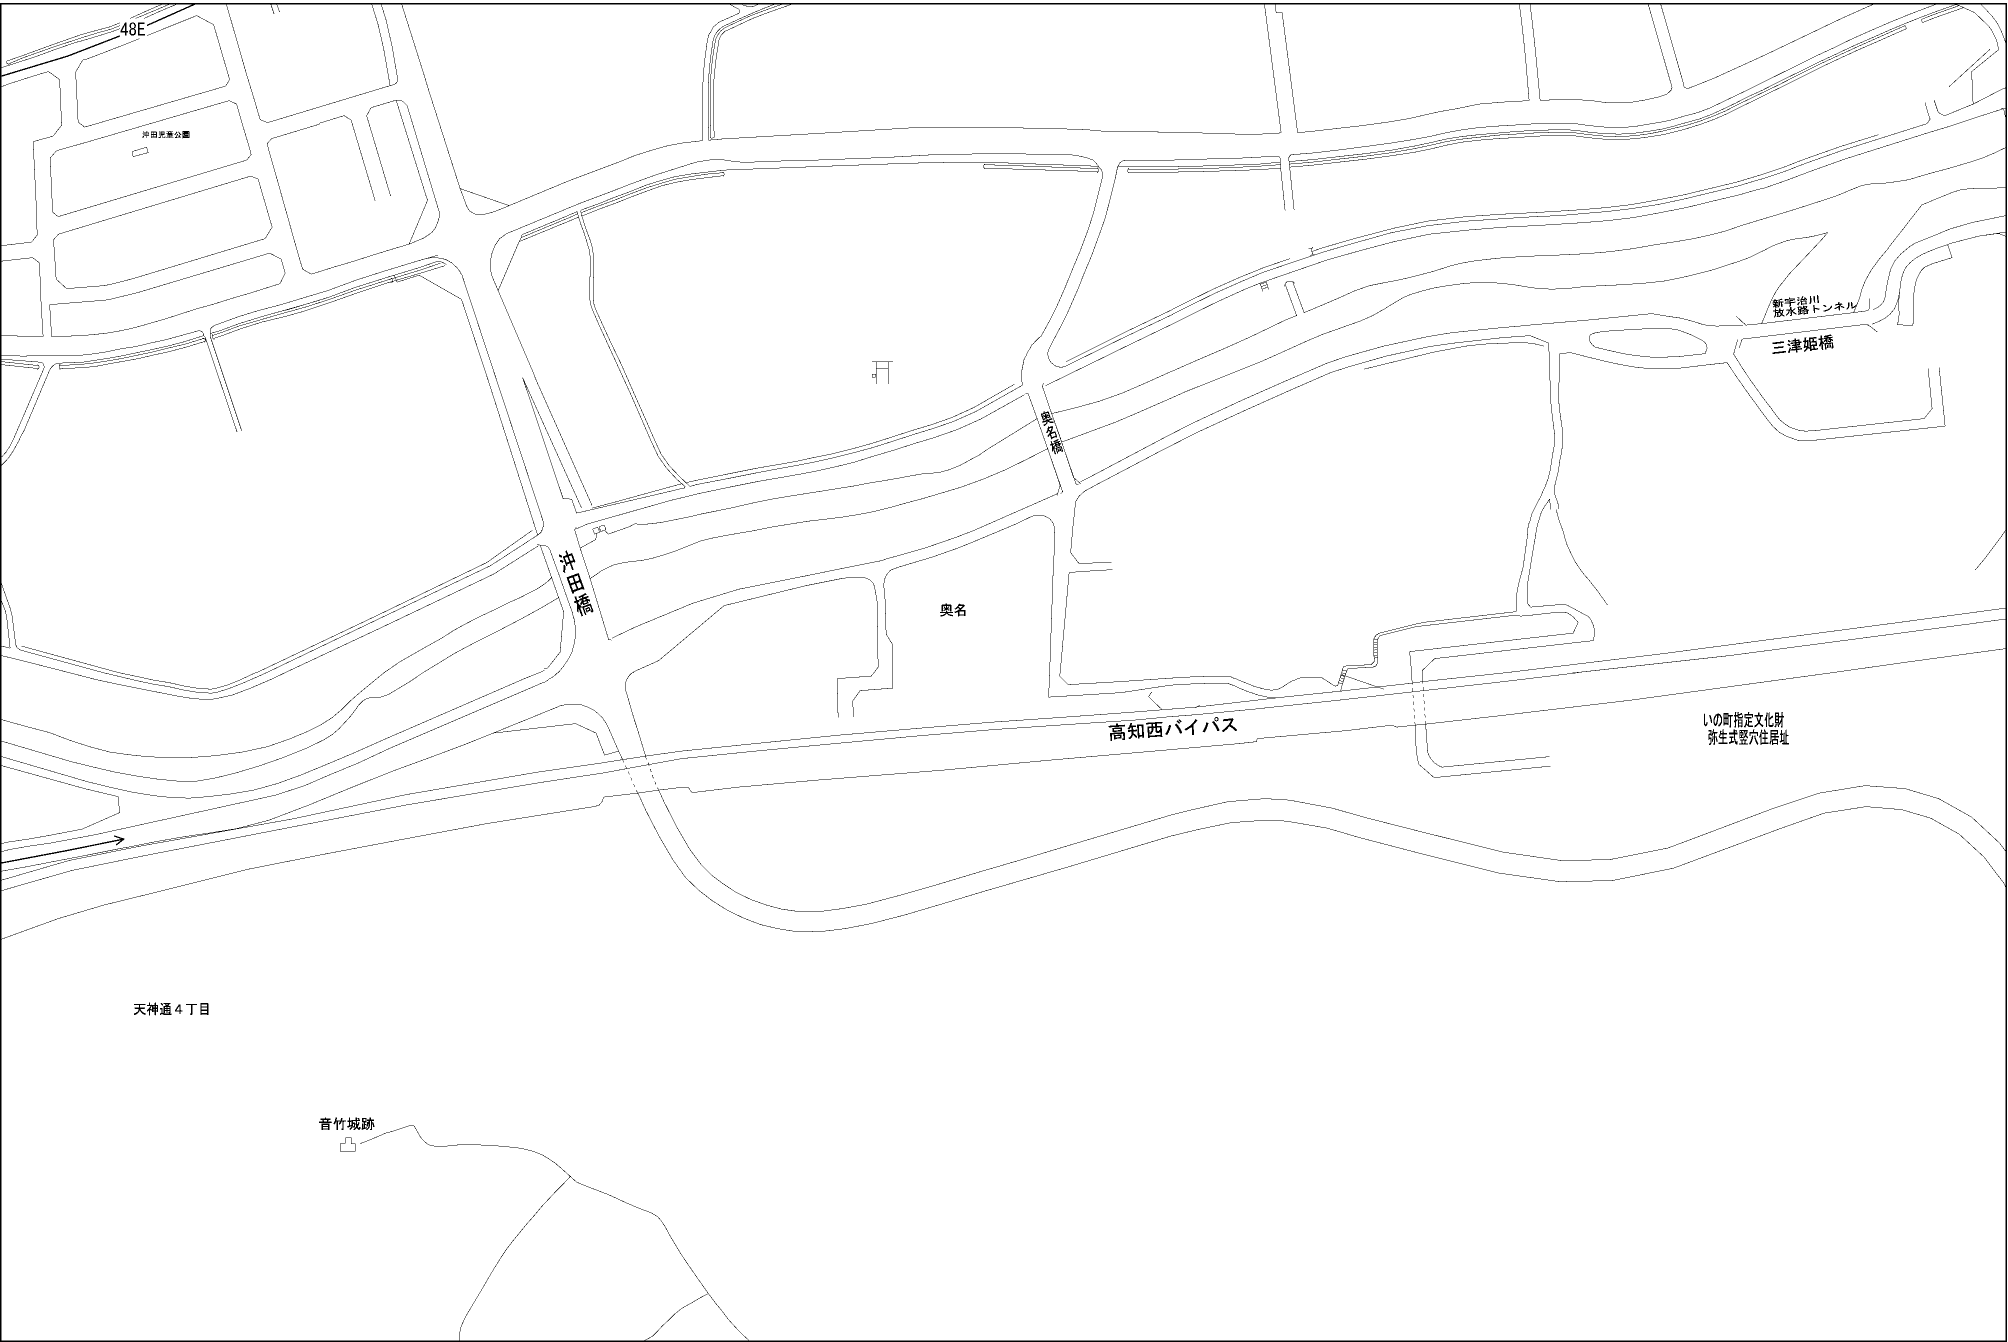 48E
沖田児童公園
新宇治川
放水路トンネル
三津姫橋
奥名橋
沖田橋
奥名
高知西バイパス
いの町指定文化財
弥生式竪穴住居址
天神通4丁目
音竹城跡